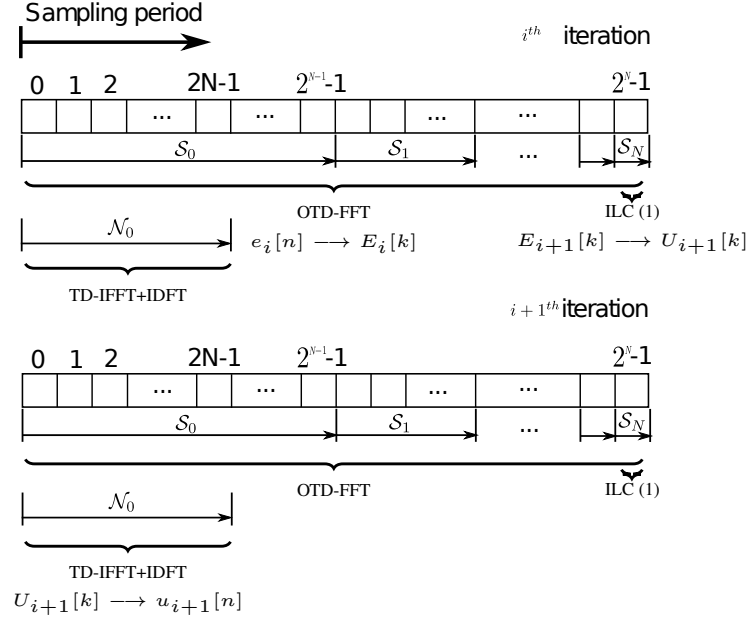 Sampling period
i^{th} iteration
0 1 2 2N-1 2^{N-1}-1 2^N-1
... ... ... ...
S_0 S_1 ... S_N
OTD-FFT ILC (1)
N_0 e_i[n] → E_i[k] E_{i+1}[k] → U_{i+1}[k]
TD-IFFT+IDFT
i+1^{th} iteration
0 1 2 2N-1 2^{N-1}-1 2^N-1
... ... ... ...
S_0 S_1 ... S_N
OTD-FFT ILC (1)
N_0
TD-IFFT+IDFT
U_{i+1}[k] → u_{i+1}[n]